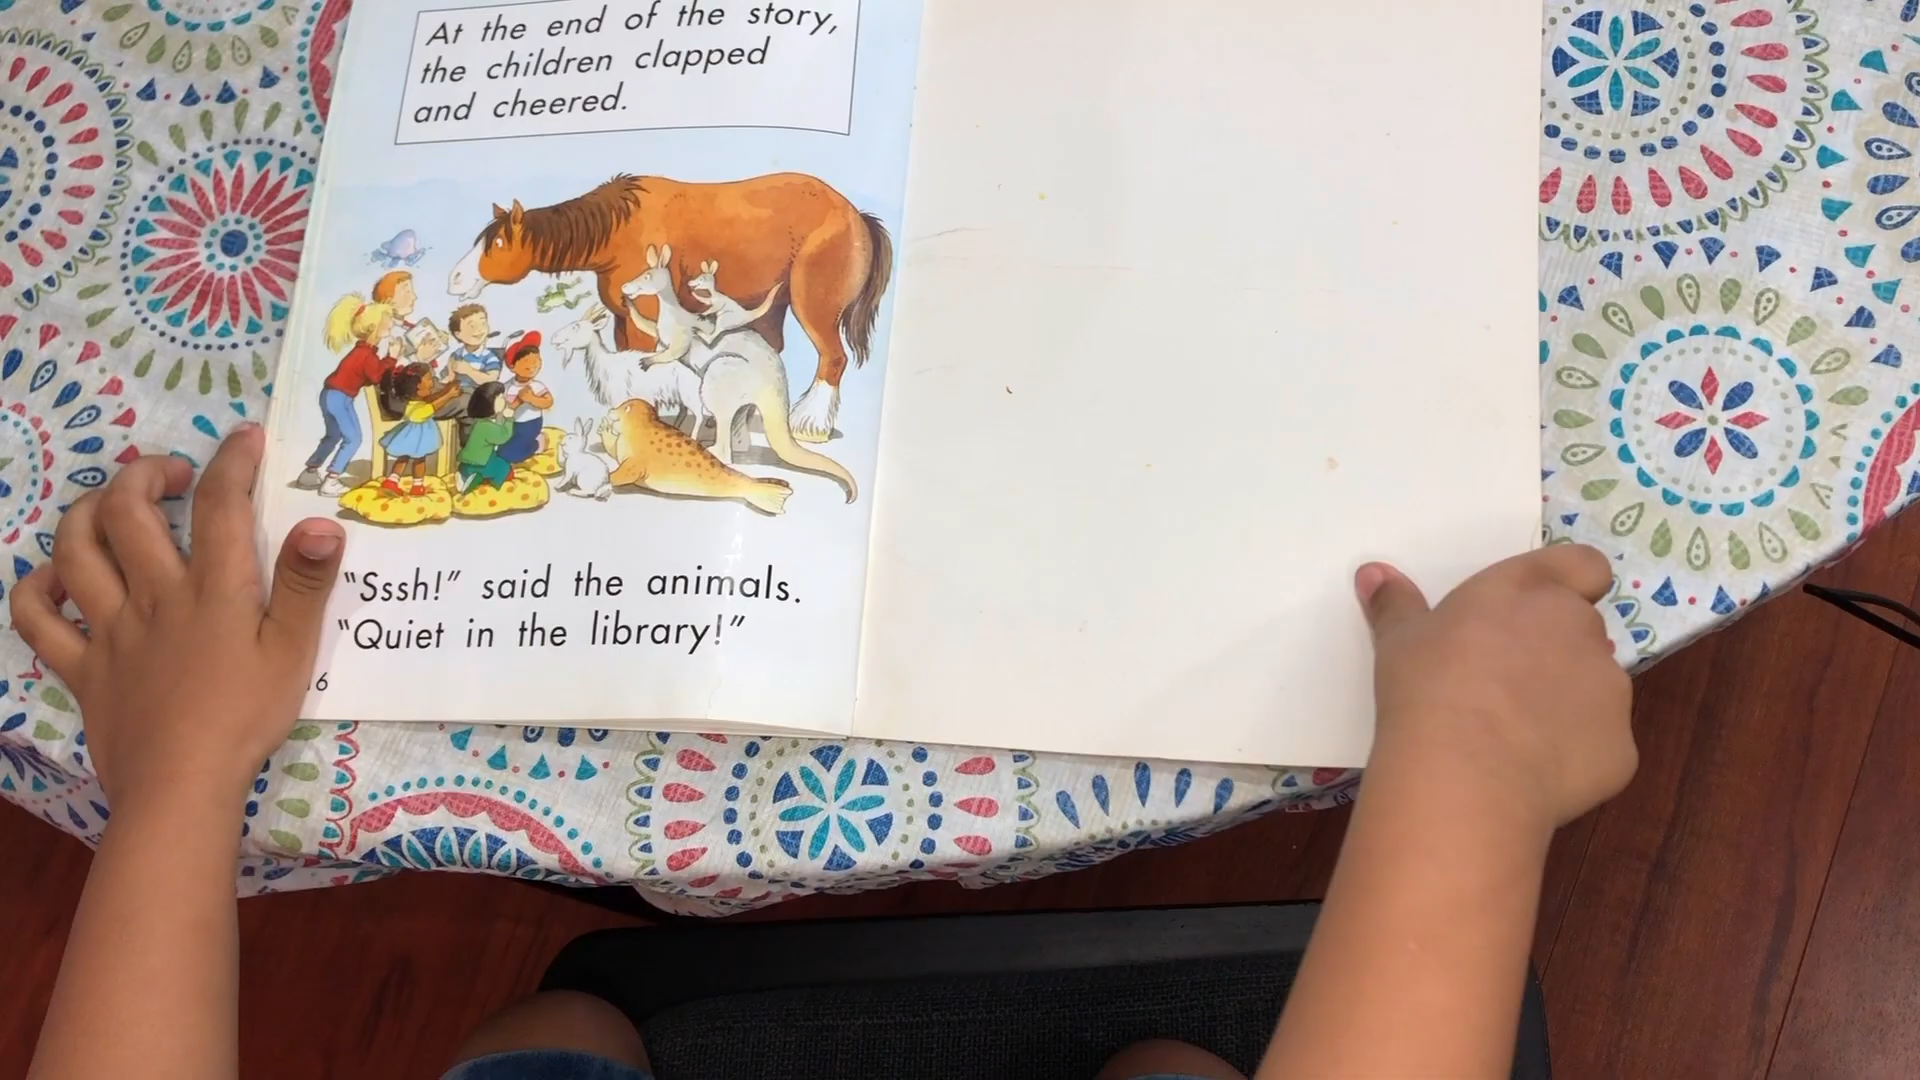 At the end of the story,
the children clapped
and cheered.
"Sssh!" said the animals.
"Quiet in the library!"
16